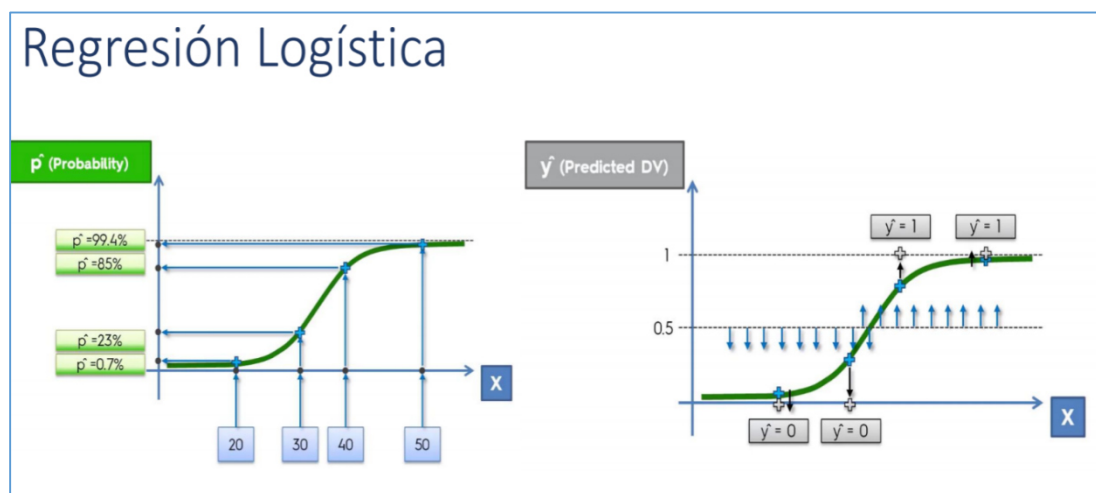 Regresión Logística
p̂ (Probability)
p̂ =99.4%
p̂ =85%
p̂ =23%
p̂ =0.7%
X
20
30
40
50
ŷ (Predicted DV)
ŷ = 1
ŷ = 1
1
0.5
X
ŷ = 0
ŷ = 0